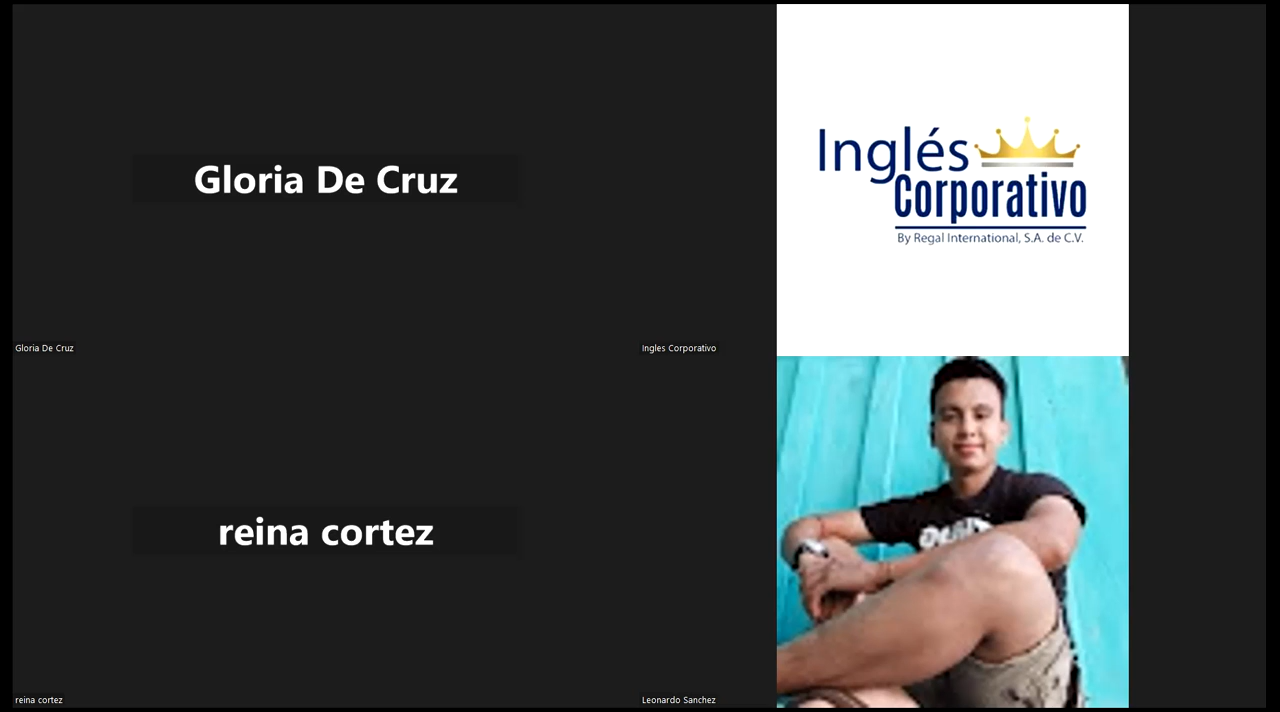 Gloria De Cruz
Gloria De Cruz
Inglés
Corporativo
By Regal International, S.A. de C.V.
Ingles Corporativo
reina cortez
reina cortez
Leonardo Sanchez